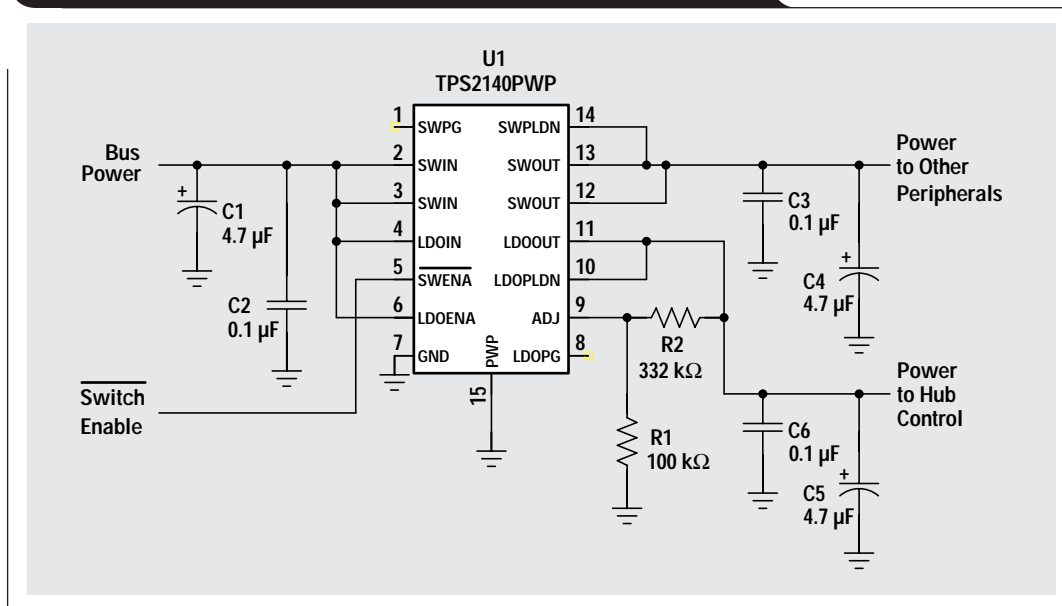 U1
TPS2140PWP
1 SWPG
2 SWIN
3 SWIN
4 LDOIN
5 SWENA
6 LDOENA
7 GND
14 SWPLDN
13 SWOUT
12 SWOUT
11 LDOOUT
10 LDOPLDN
9 ADJ
8 LDOPG
PWP
15
Bus
Power
+
C1
4.7 µF
C2
0.1 µF
Switch
Enable
R2
332 kΩ
R1
100 kΩ
Power
to Other
Peripherals
C3
0.1 µF
+
C4
4.7 µF
Power
to Hub
Control
C6
0.1 µF
+
C5
4.7 µF